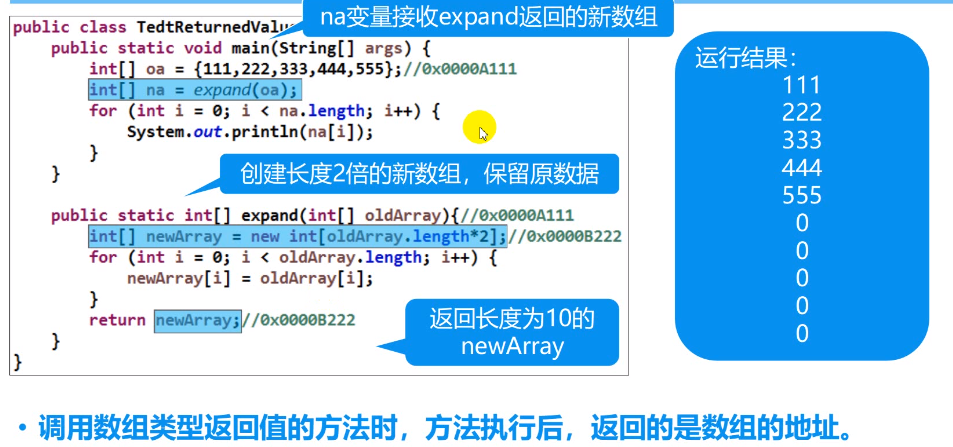 na变量接收expand返回的新数组
public class TedtReturnedValu
public static void main(String[] args) {
int[] oa = {111,222,333,444,555};//0x0000A111
int[] na = expand(oa);
for (int i = 0; i < na.length; i++) {
System.out.println(na[i]);
}
}
创建长度2倍的新数组，保留原数据
public static int[] expand(int[] oldArray){//0x0000A111
int[] newArray = new int[oldArray.length*2];//0x0000B222
for (int i = 0; i < oldArray.length; i++) {
newArray[i] = oldArray[i];
}
return newArray;//0x0000B222
}
}
返回长度为10的
newArray
运行结果：
111
222
333
444
555
0
0
0
0
0
• 调用数组类型返回值的方法时，方法执行后，返回的是数组的地址。